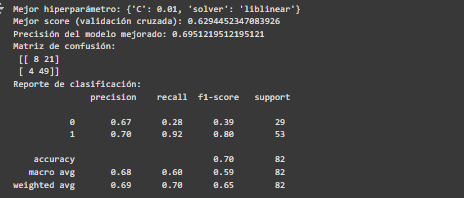 Mejor hiperparámetro: {'C': 0.01, 'solver': 'liblinear'}
Mejor score (validación cruzada): 0.6294452347083926
Precisión del modelo mejorado: 0.6951219512195121
Matriz de confusión:
[[ 8 21]
[ 4 49]]
Reporte de clasificación:
precision recall f1-score support
0 0.67 0.28 0.39 29
1 0.70 0.92 0.80 53
accuracy 0.70 82
macro avg 0.68 0.60 0.59 82
weighted avg 0.69 0.70 0.65 82